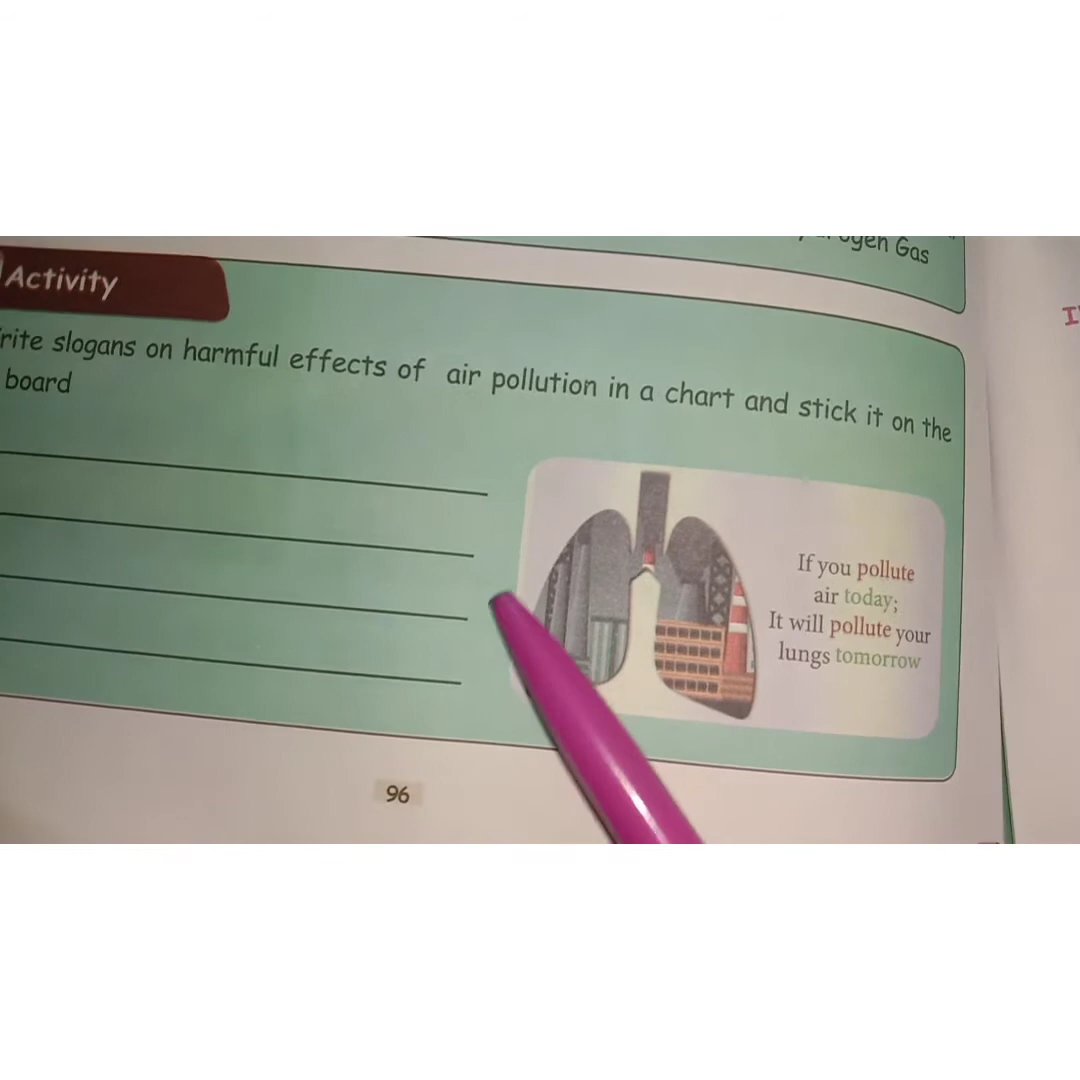 Gas
Activity
slogans on harmful effects of air pollution in a chart and stick it on the
board
If you pollute
air today;
It will pollute your
lungs tomorrow
96